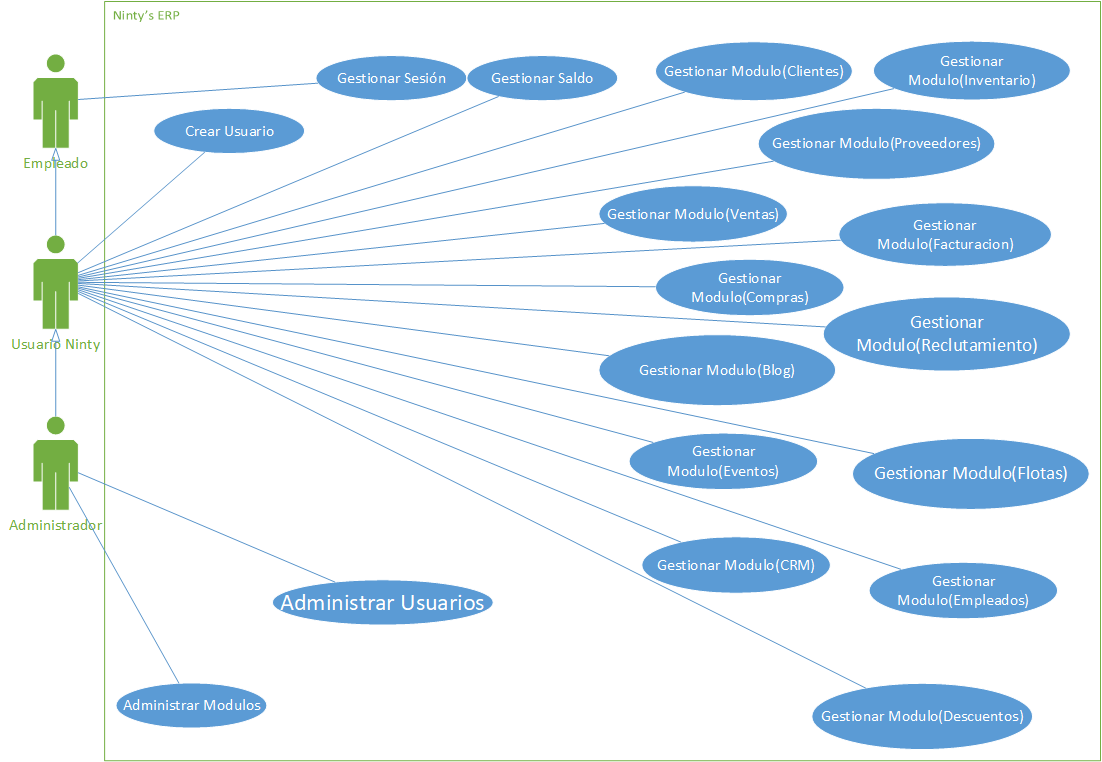 Ninty's ERP
Empleado
Usuario Ninty
Administrador
Gestionar Sesión
Gestionar Saldo
Gestionar Modulo(Clientes)
Gestionar
Modulo(Inventario)
Crear Usuario
Gestionar Modulo(Proveedores)
Gestionar Modulo(Ventas)
Gestionar
Modulo(Facturacion)
Gestionar
Modulo(Compras)
Gestionar
Modulo(Reclutamiento)
Gestionar Modulo(Blog)
Gestionar
Modulo(Eventos)
Gestionar Modulo(Flotas)
Gestionar Modulo(CRM)
Gestionar
Modulo(Empleados)
Administrar Usuarios
Administrar Modulos
Gestionar Modulo(Descuentos)